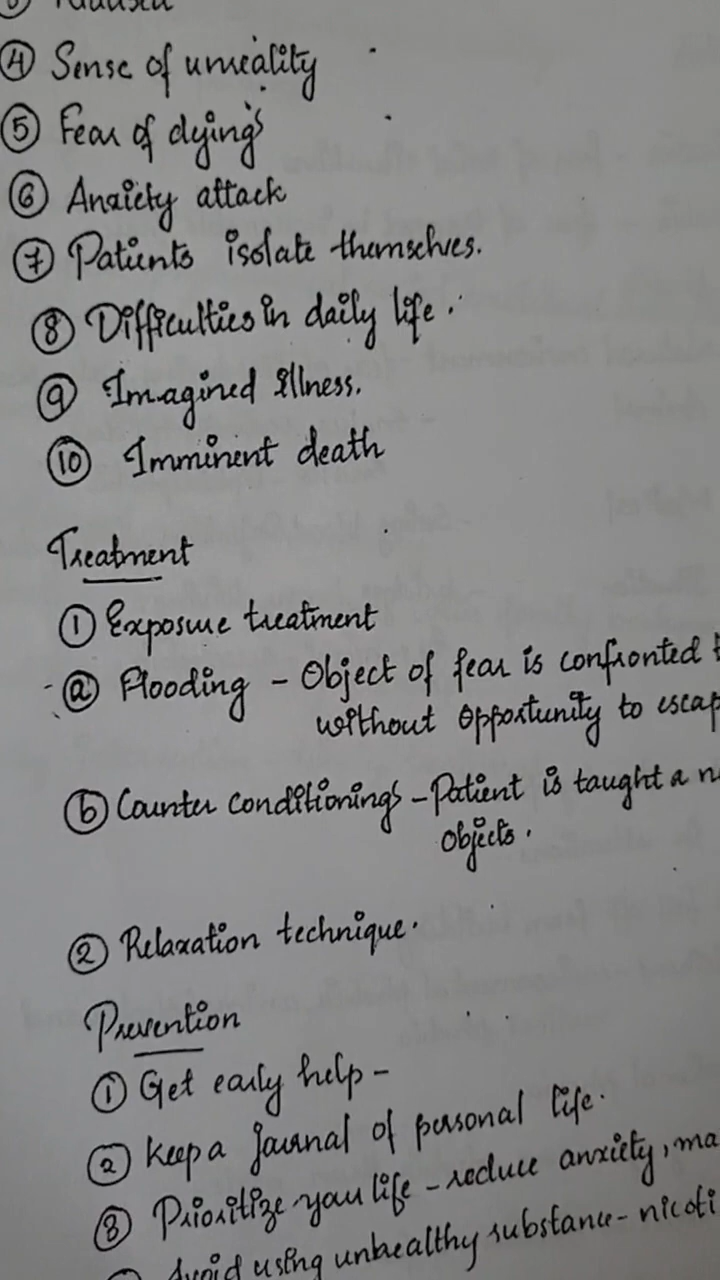 ④ Sense of unreality
⑤ Fear of dying's
⑥ Anxiety attack
⑦ Patients isolate themselves.
⑧ Difficulties in daily life.
⑨ Imagined illness.
⑩ Imminent death
Treatment
① Exposure treatment
ⓐ Flooding - Object of fear is confronted
without opportunity to escap
ⓑ Counter conditionings - Patient is taught a
objects.
② Relaxation technique.
Prevention
① Get early help -
② Keep a journal of personal life.
③ Prioritize your life - reduce anxiety, ma
Avoid using unhealthy substance - nicoti